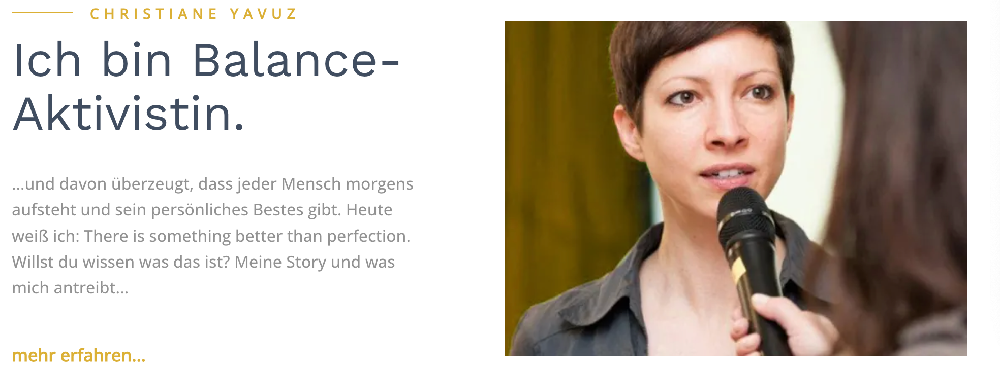 CHRISTIANE YAVUZ
Ich bin Balance-
Aktivistin.
...und davon überzeugt, dass jeder Mensch morgens
aufsteht und sein persönliches Bestes gibt. Heute
weiß ich: There is something better than perfection.
Willst du wissen was das ist? Meine Story und was
mich antreibt...
mehr erfahren...